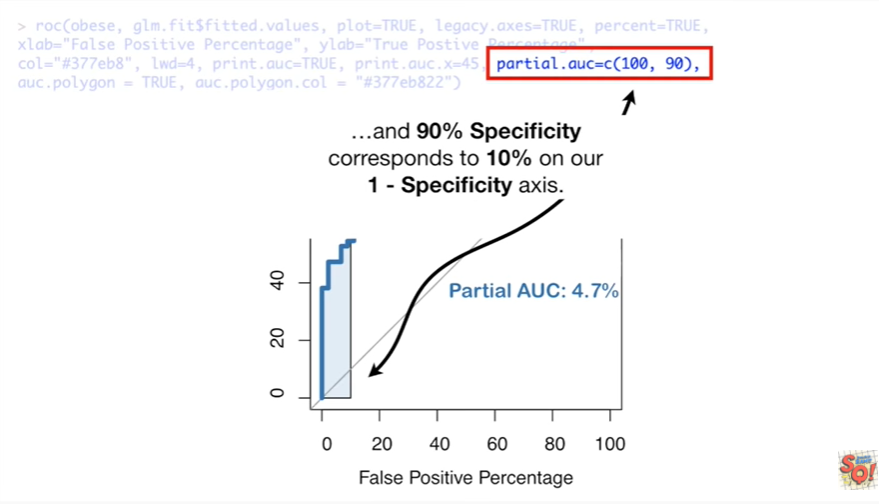 > roc(obese, glm.fit$fitted.values, plot=TRUE, legacy.axes=TRUE, percent=TRUE,
xlab="False Positive Percentage", ylab="True Postive Percentage",
col="#377eb8", lwd=4, print.auc=TRUE, print.auc.x=45, partial.auc=c(100, 90),
auc.polygon = TRUE, auc.polygon.col = "#377eb822")
…and 90% Specificity
corresponds to 10% on our
1 - Specificity axis.
40
Partial AUC: 4.7%
20
0
0 20 40 60 80 100
False Positive Percentage
SQ!